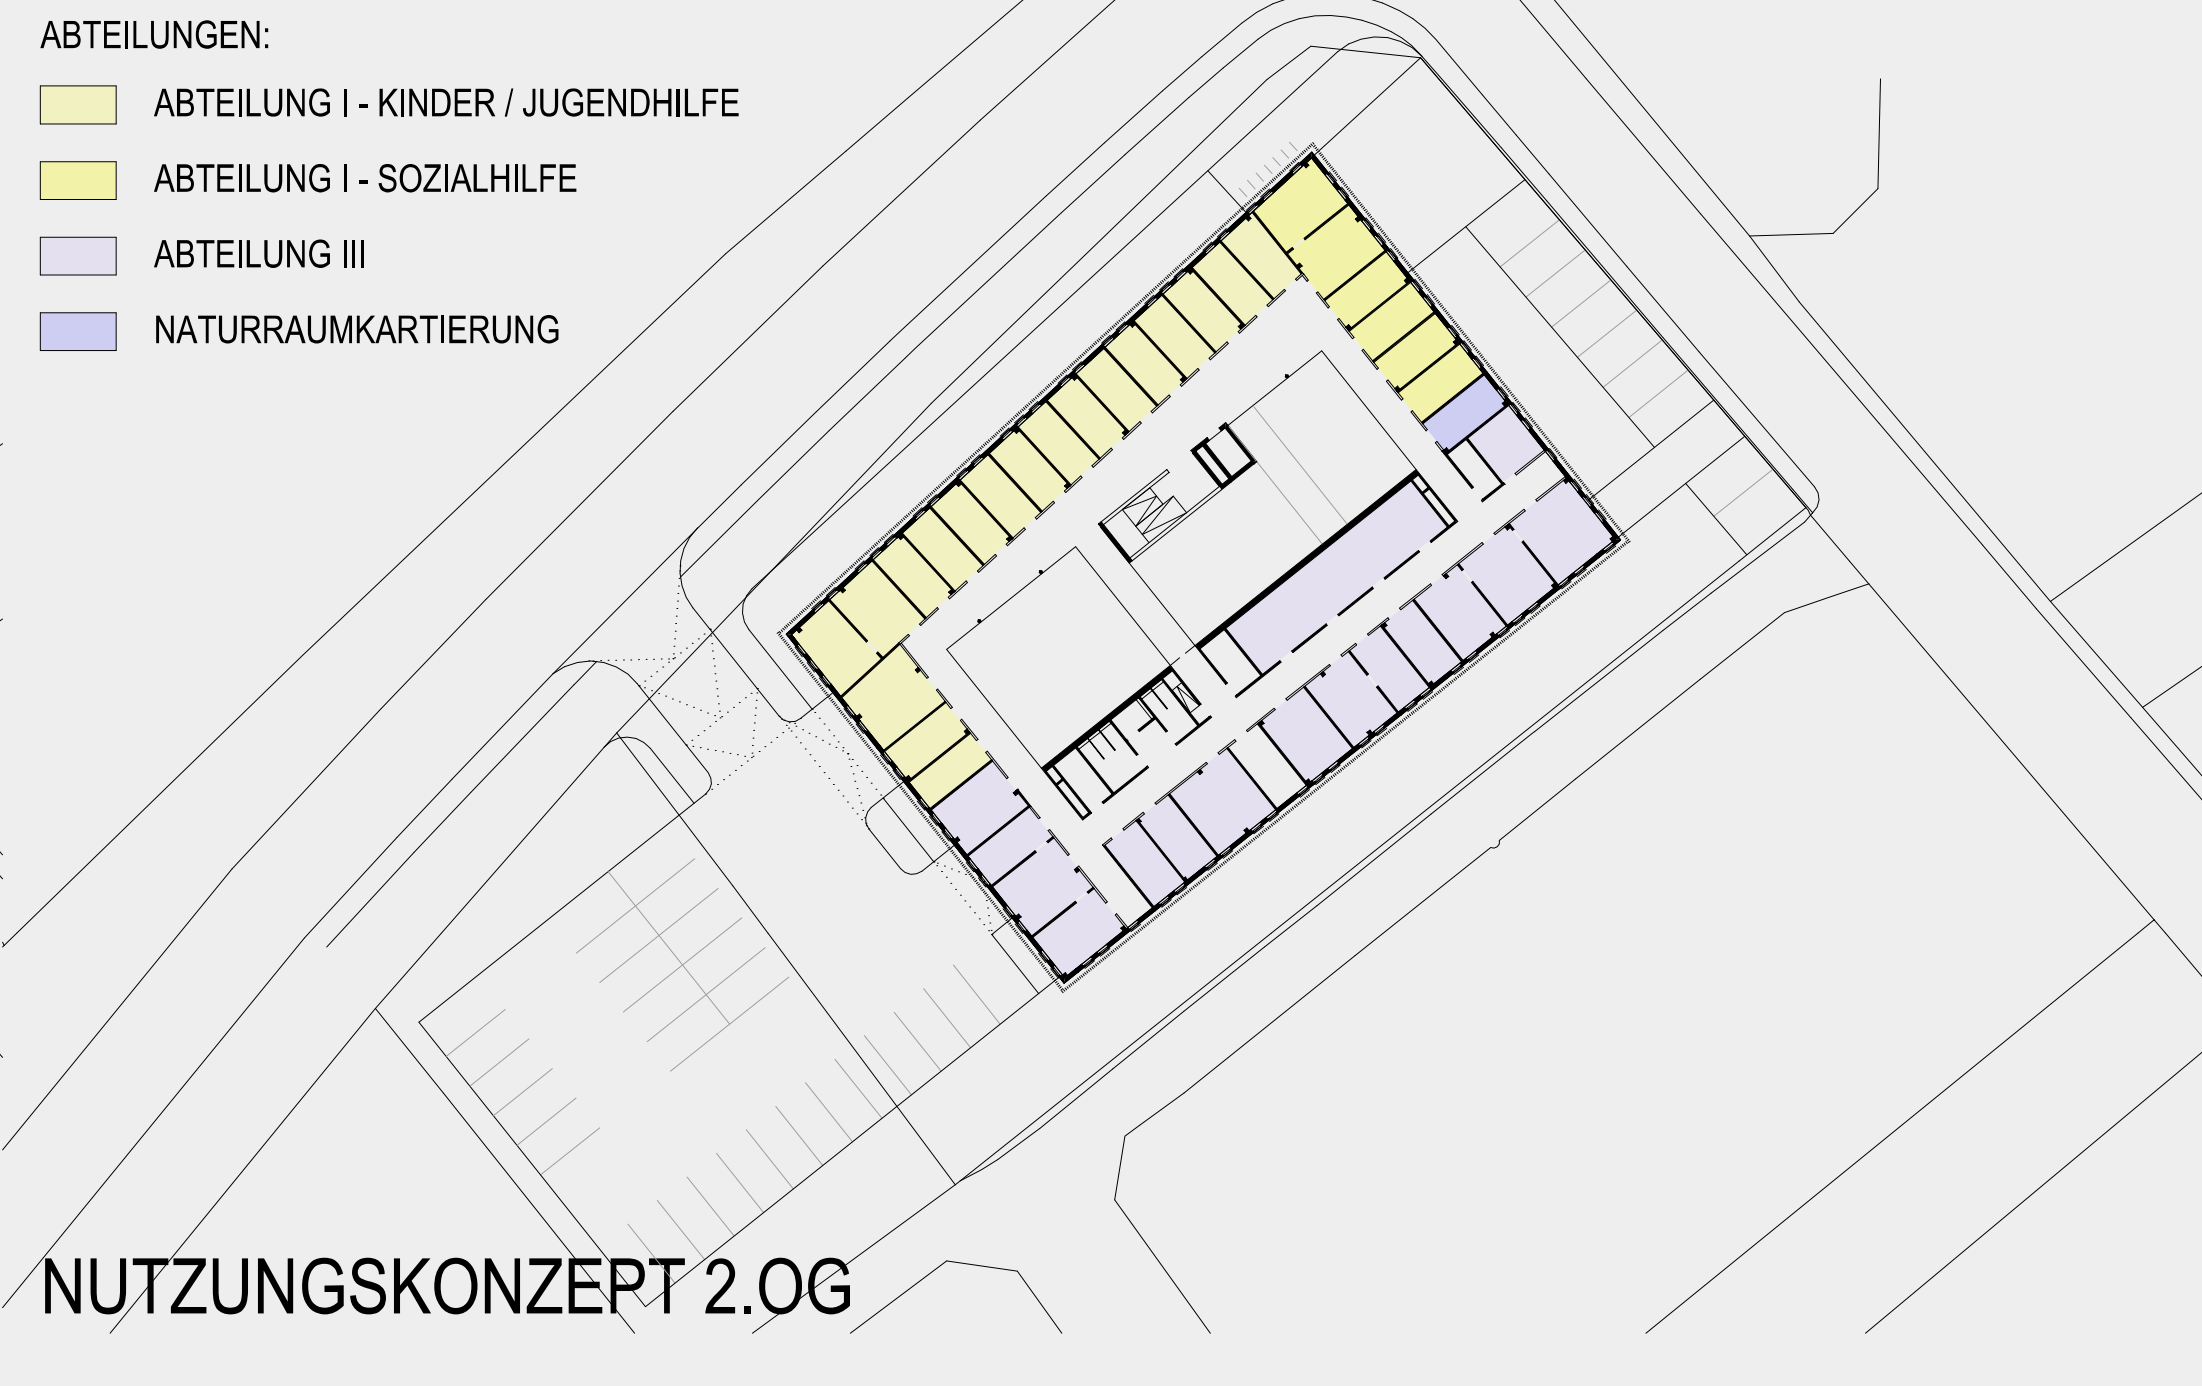 ABTEILUNGEN:
ABTEILUNG I - KINDER / JUGENDHILFE
ABTEILUNG I - SOZIALHILFE
ABTEILUNG III
NATURRAUMKARTIERUNG
NUTZUNGSKONZEPT 2.OG